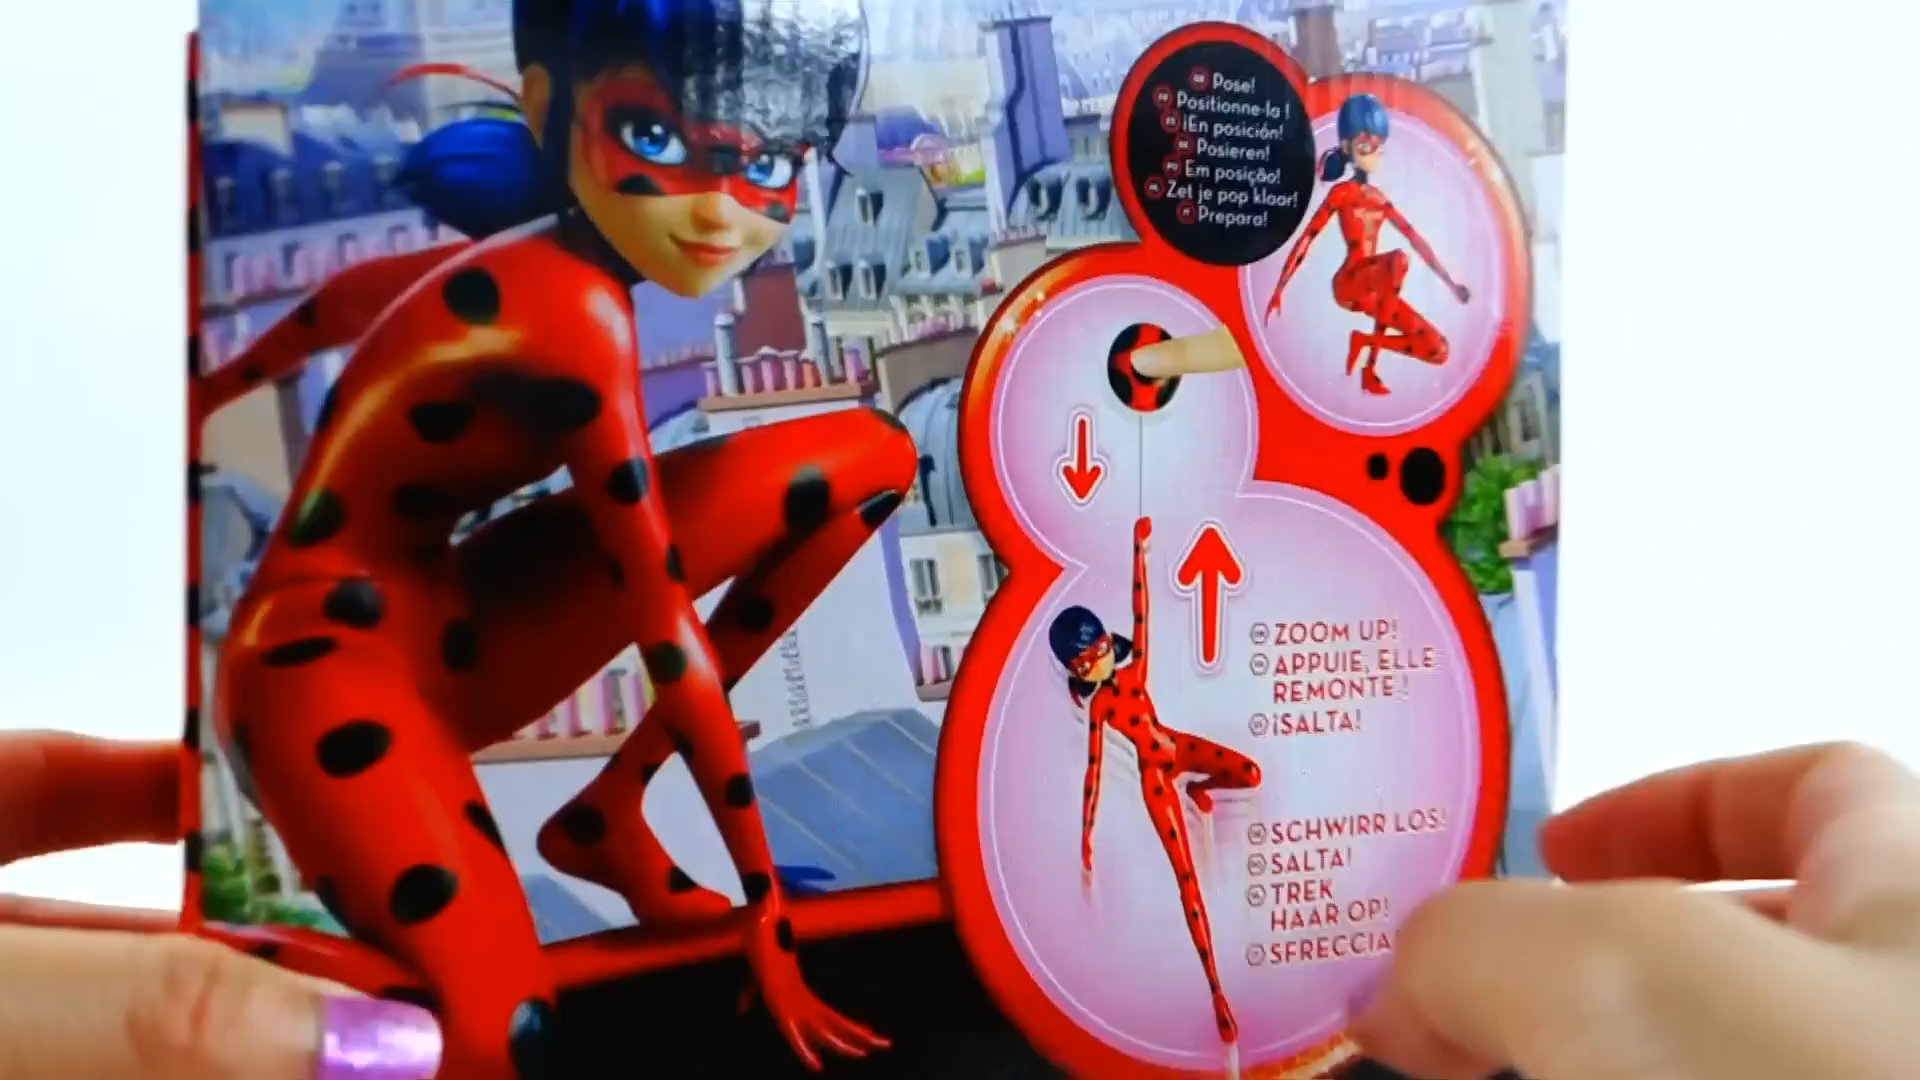 Pose!
Positionne-la !
¡En posición!
Posieren!
Em posição!
Zet je pop klaar!
Prepara!
ZOOM UP!
APPUIE, ELLE
REMONTE !
¡SALTA!
SCHWIRR LOS!
SALTA!
TREK
HAAR OP!
SFRECCIA